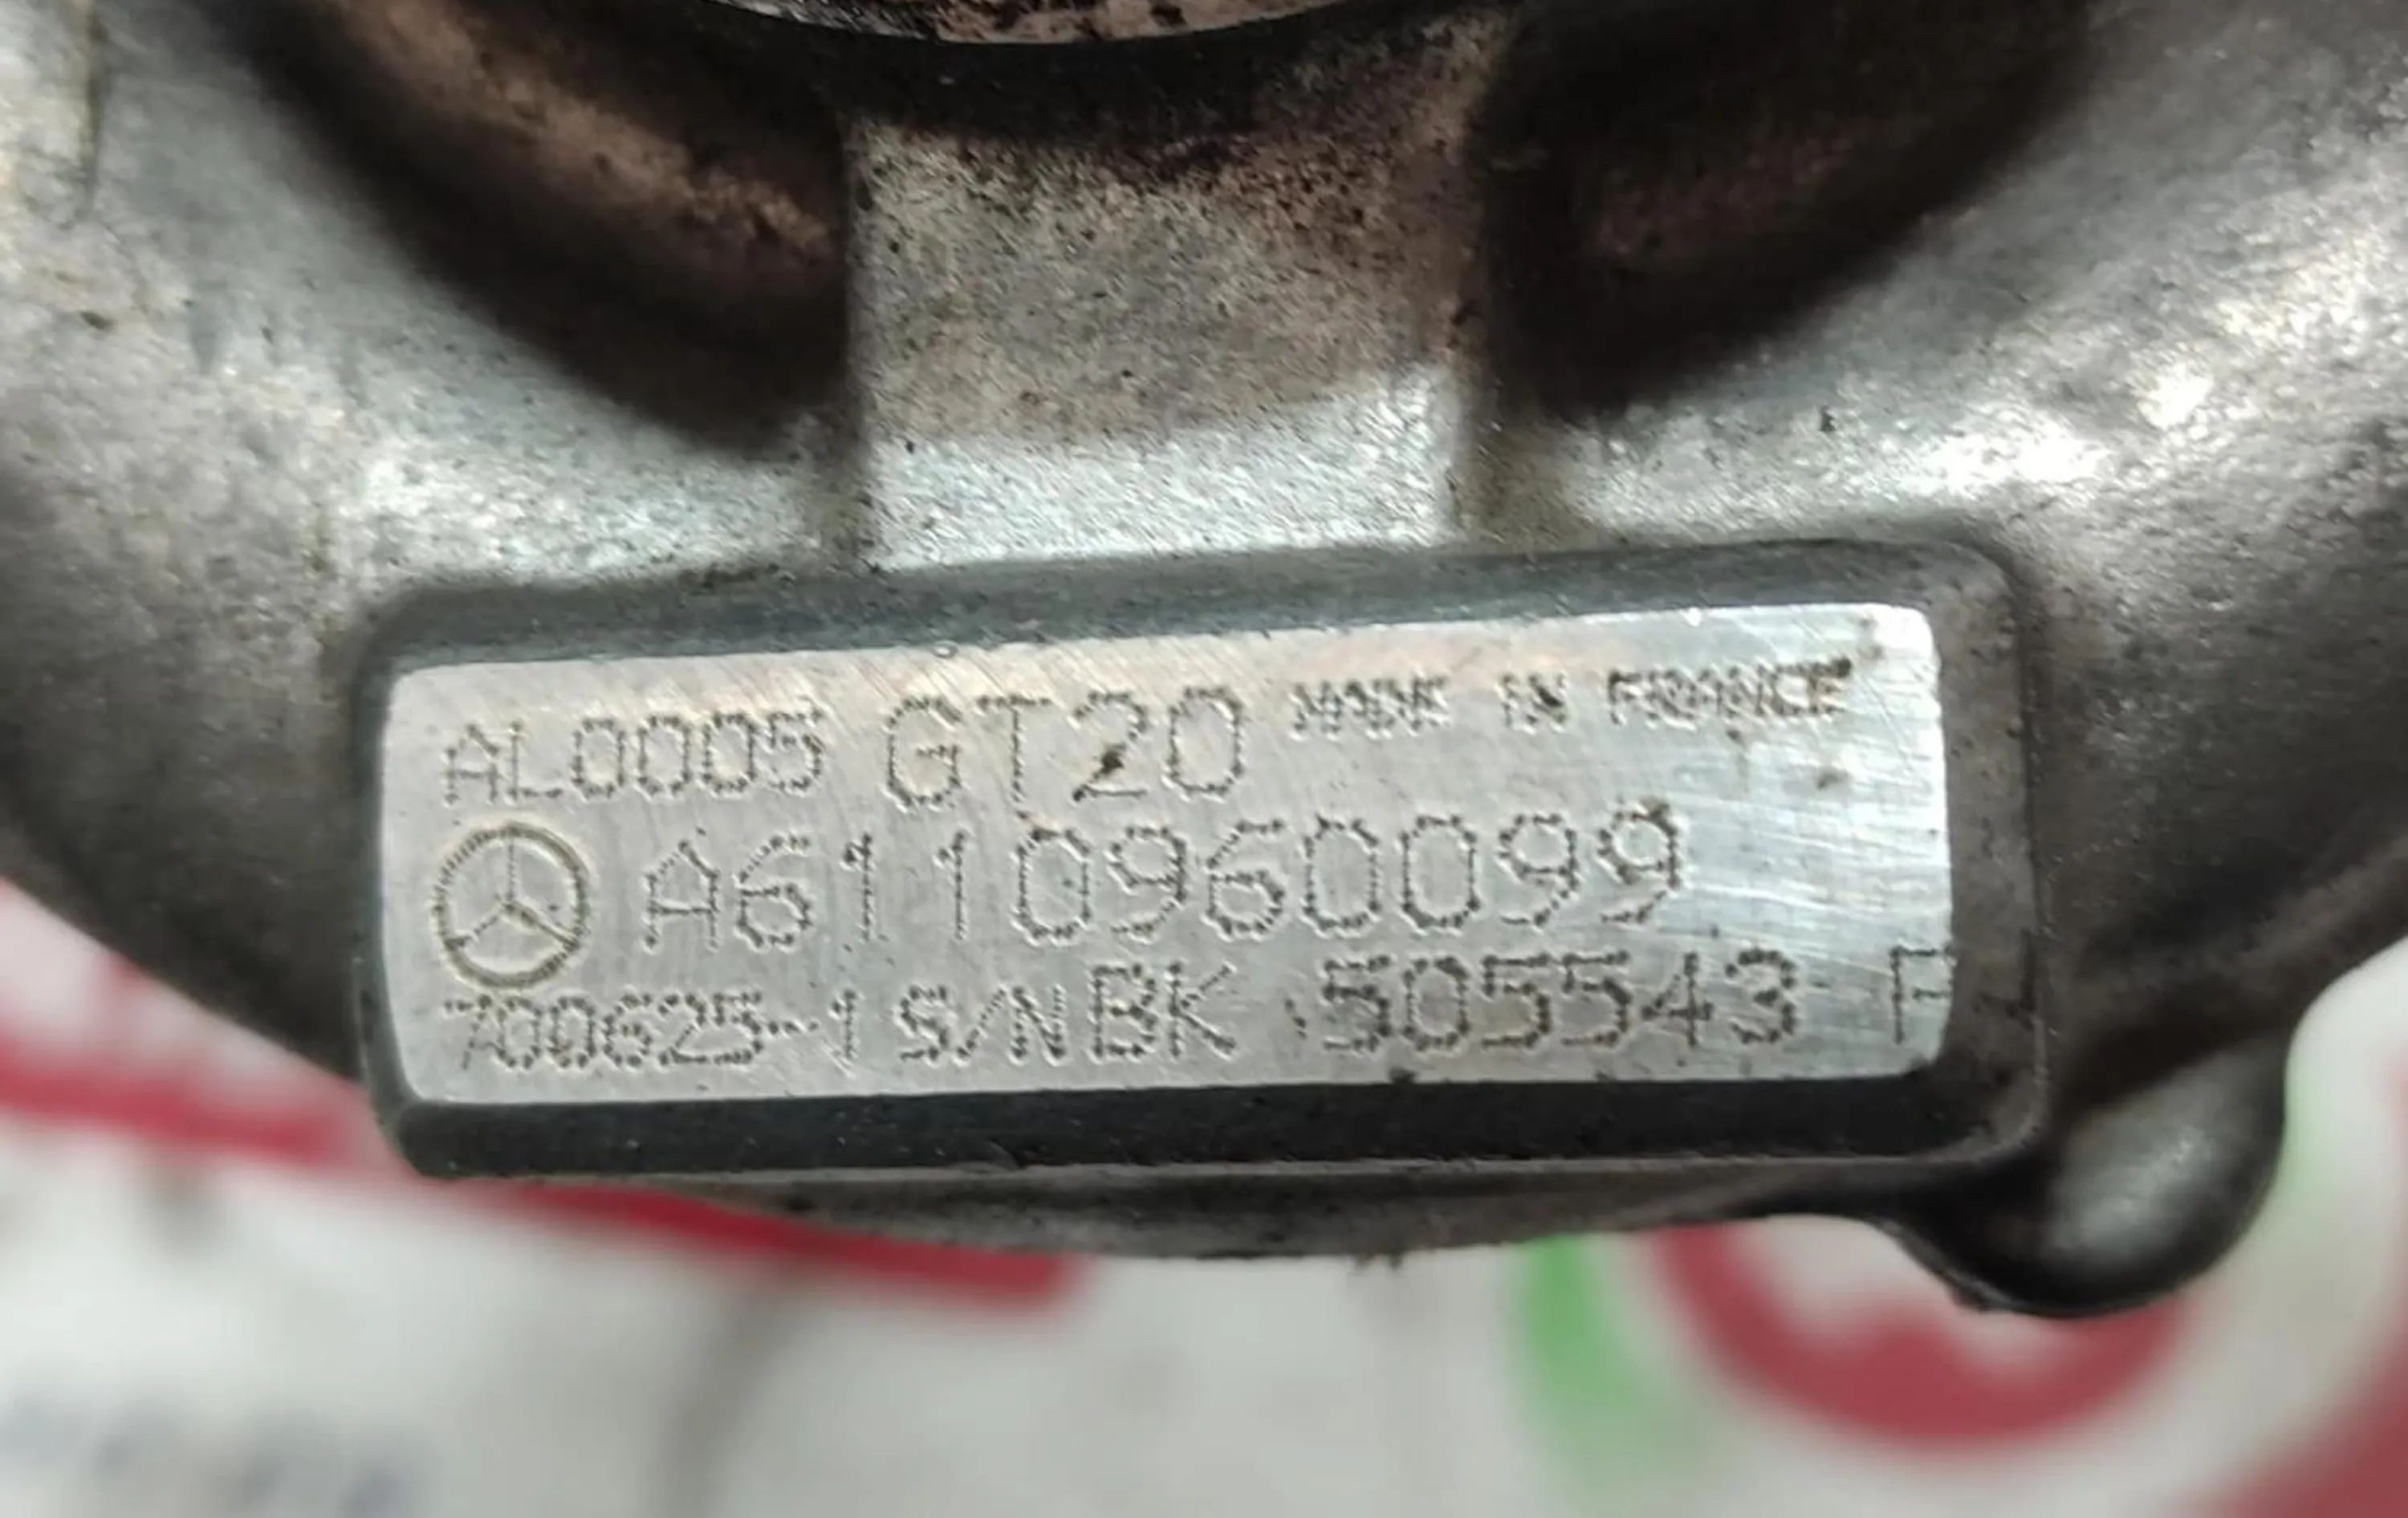 AL0005 GT20 MADE IN FRANCE
A6110960099
700625-1 S/N BK 505543 F